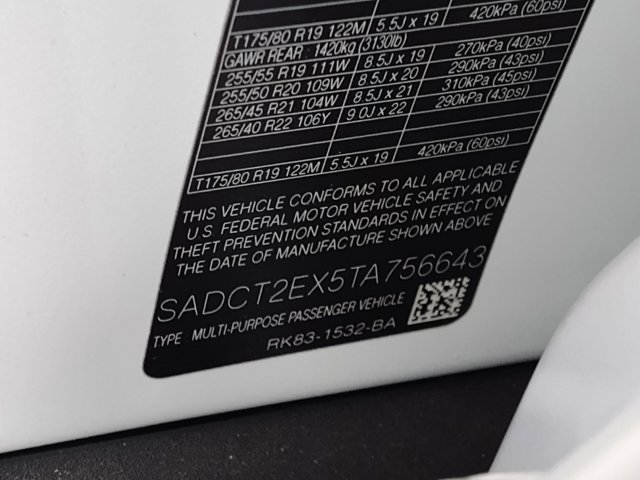 420kPa (60psi)
T175/80 R19 122M 5.5J x 19
GAWR REAR : 1420kg (3130lb)
255/55 R19 111W 8.5J x 19 270kPa (40psi)
255/50 R20 109W 8.5J x 20 290kPa (43psi)
265/45 R21 104W 8.5J x 21 310kPa (45psi)
265/40 R22 106Y 9.0J x 22 290kPa (43psi)
T175/80 R19 122M 5.5J x 19 420kPa (60psi)
THIS VEHICLE CONFORMS TO ALL APPLICABLE
U.S. FEDERAL MOTOR VEHICLE SAFETY AND
THEFT PREVENTION STANDARDS IN EFFECT ON
THE DATE OF MANUFACTURE SHOWN ABOVE
SADCT2EX5TA756643
TYPE : MULTI-PURPOSE PASSENGER VEHICLE
RK83-1532-BA